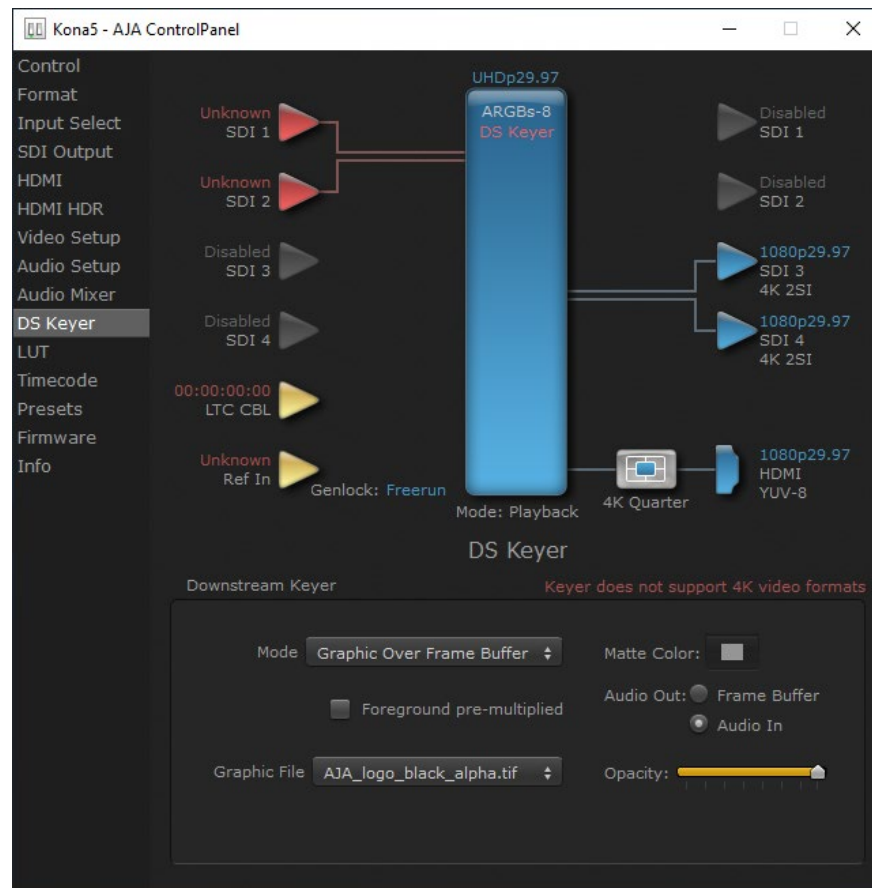 Kona5 - AJA ControlPanel
Control
Format
Input Select
SDI Output
HDMI
HDMI HDR
Video Setup
Audio Setup
Audio Mixer
DS Keyer
LUT
Timecode
Presets
Firmware
Info
Unknown
SDI 1
Unknown
SDI 2
Disabled
SDI 3
Disabled
SDI 4
00:00:00:00
LTC CBL
Unknown
Ref In
Genlock: Freerun
UHDp29.97
ARGBs-8
DS Keyer
Mode: Playback
4K Quarter
Disabled
SDI 1
Disabled
SDI 2
1080p29.97
SDI 3
4K 2SI
1080p29.97
SDI 4
4K 2SI
1080p29.97
HDMI
YUV-8
DS Keyer
Downstream Keyer
Keyer does not support 4K video formats
Mode Graphic Over Frame Buffer
Foreground pre-multiplied
Graphic File AJA_logo_black_alpha.tif
Matte Color:
Audio Out: Frame Buffer
Audio In
Opacity: